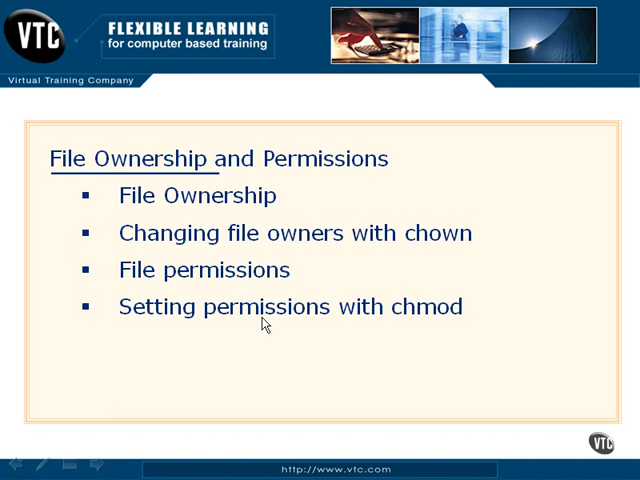 VTC
FLEXIBLE LEARNING
for computer based training
Virtual Training Company
File Ownership and Permissions
▪ File Ownership
▪ Changing file owners with chown
▪ File permissions
▪ Setting permissions with chmod
VTC
http://www.vtc.com